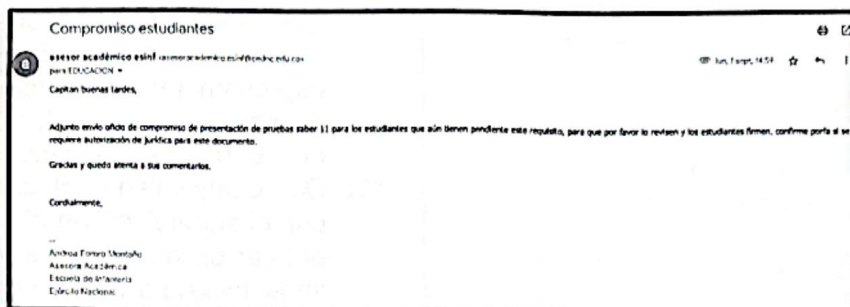 Compromiso estudiantes
asesor académico esinf
para EDUCACION
Capitan buenas tardes,
Adjunto envío oficio de compromiso de presentación de pruebas saber 11 para los estudiantes que aún tienen pendiente este requisito, para que por favor lo revisen y los estudiantes firmen, confirme porfa si se
requiere autorización de jurídica para este documento.
Gracias y quedo atenta a sus comentarios.
Cordialmente,
--
Andrea Forero Montaño
Asesora Académica
Escuela de Infantería
Ejército Nacional